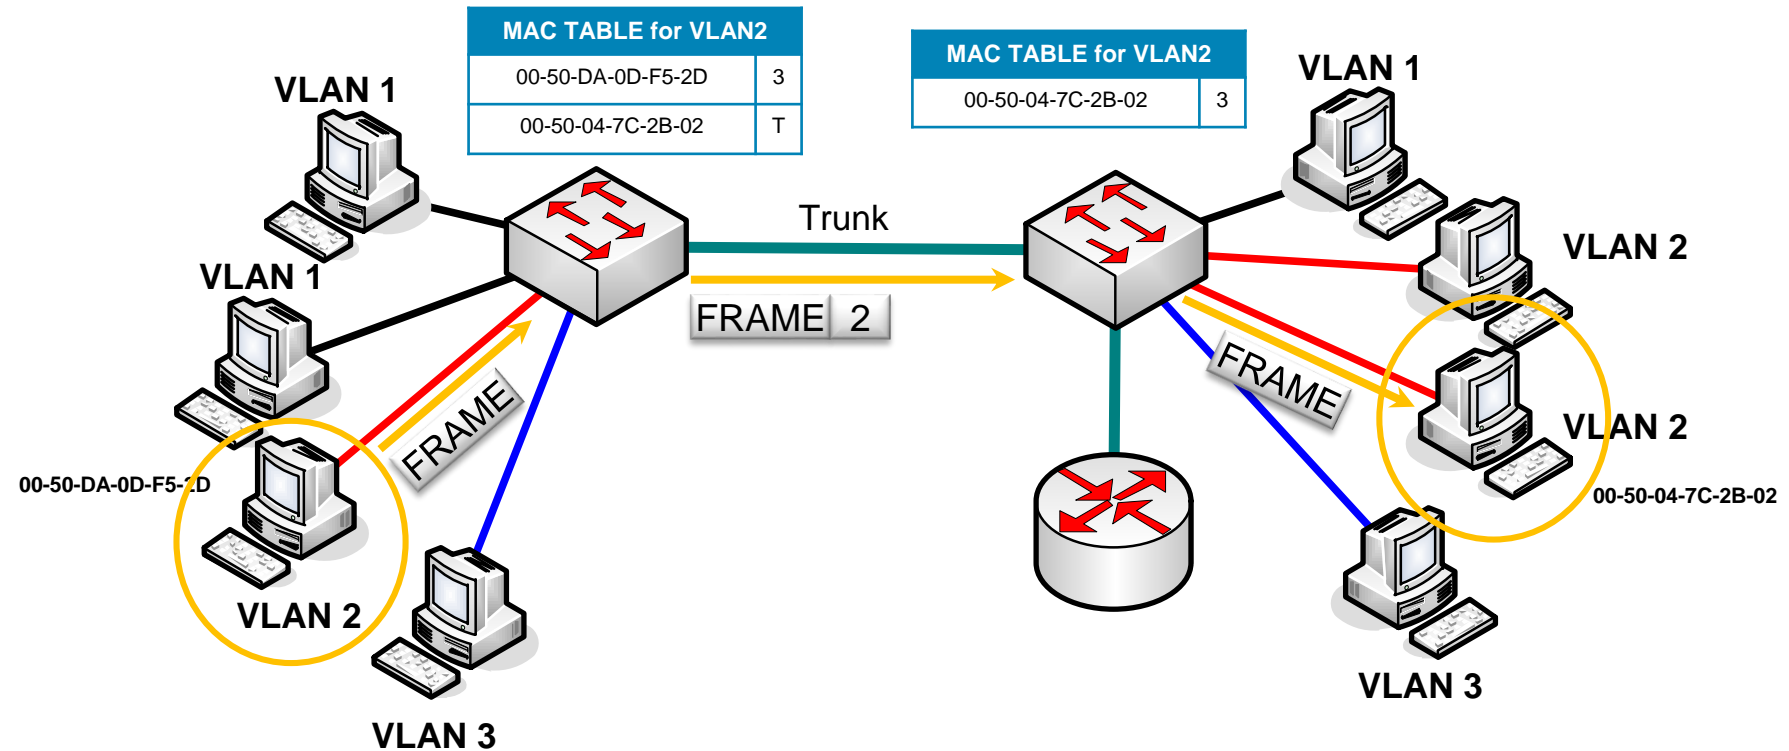 MAC TABLE for VLAN2
00-50-DA-0D-F5-2D 3
00-50-04-7C-2B-02 T
MAC TABLE for VLAN2
00-50-04-7C-2B-02 3
VLAN 1
VLAN 1
Trunk
VLAN 2
VLAN 1
FRAME 2
FRAME
FRAME
VLAN 2
00-50-DA-0D-F5-2D
00-50-04-7C-2B-02
VLAN 2
VLAN 3
VLAN 3